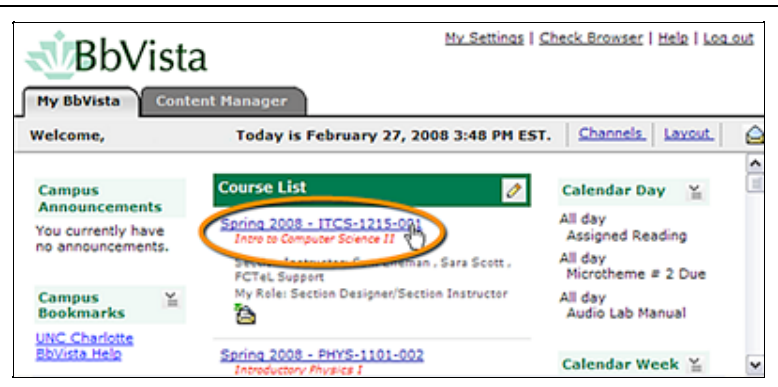 BbVista
My Settings | Check Browser | Help | Log out
My BbVista
Content Manager
Welcome,
Today is February 27, 2008 3:48 PM EST.
Channels
Layout
Campus
Announcements
You currently have
no announcements.
Campus
Bookmarks
UNC Charlotte
BbVista Help
Course List
Spring 2008 - ITCS-1215-001
Intro to Computer Science II
Instructor:
, Sara Scott ,
FCTeL Support
My Role: Section Designer/Section Instructor
Spring 2008 - PHYS-1101-002
Introductory Physics I
Calendar Day
All day
Assigned Reading
All day
Microtheme # 2 Due
All day
Audio Lab Manual
Calendar Week